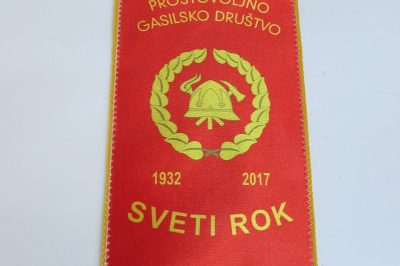 PROSTOVOLJNO
GASILSKO DRUŠTVO
1932 2017
SVETI ROK